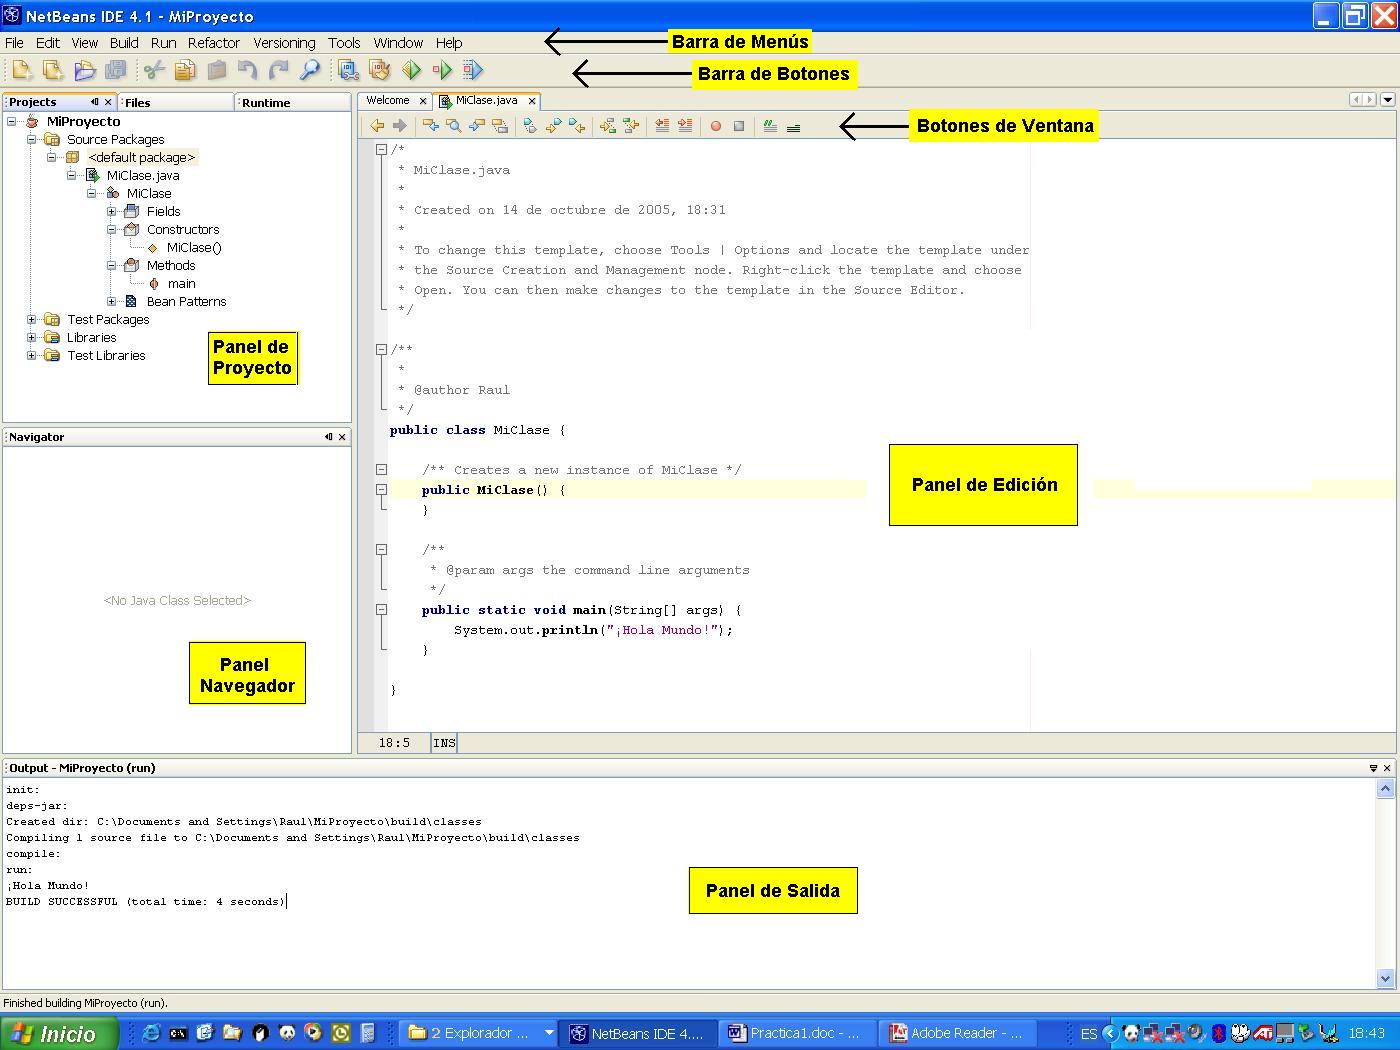 NetBeans IDE 4.1 - MiProyecto
File Edit View Build Run Refactor Versioning Tools Window Help
Barra de Menús
Barra de Botones
Projects Files Runtime
MiProyecto
Source Packages
<default package>
MiClase.java
MiClase
Fields
Constructors
MiClase()
Methods
main
Bean Patterns
Test Packages
Libraries
Test Libraries
Panel de
Proyecto
Navigator
<No Java Class Selected>
Panel
Navegador
Welcome MiClase.java
Botones de Ventana
/*
* MiClase.java
*
* Created on 14 de octubre de 2005, 18:31
*
* To change this template, choose Tools | Options and locate the template under
* the Source Creation and Management node. Right-click the template and choose
* Open. You can then make changes to the template in the Source Editor.
*/
/**
*
* @author Raul
*/
public class MiClase {
/** Creates a new instance of MiClase */
public MiClase() {
}
/**
* @param args the command line arguments
*/
public static void main(String[] args) {
System.out.println("¡Hola Mundo!");
}
}
Panel de Edición
18:5 INS
Output - MiProyecto (run)
init:
deps-jar:
Created dir: C:\Documents and Settings\Raul\MiProyecto\build\classes
Compiling 1 source file to C:\Documents and Settings\Raul\MiProyecto\build\classes
compile:
run:
¡Hola Mundo!
BUILD SUCCESSFUL (total time: 4 seconds)
Panel de Salida
Finished building MiProyecto (run).
Inicio 2 Explorador ... NetBeans IDE 4.... Practica1.doc - ... Adobe Reader - ... ES ATi 18:43